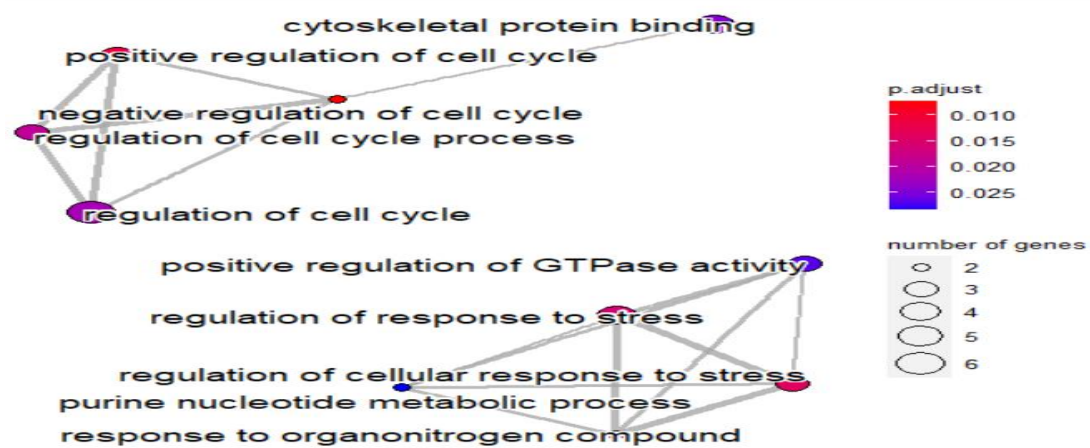 cytoskeletal protein binding
positive regulation of cell cycle
negative regulation of cell cycle
regulation of cell cycle process
regulation of cell cycle
positive regulation of GTPase activity
regulation of response to stress
regulation of cellular response to stress
purine nucleotide metabolic process
response to organonitrogen compound
p.adjust
0.010
0.015
0.020
0.025
number of genes
2
3
4
5
6